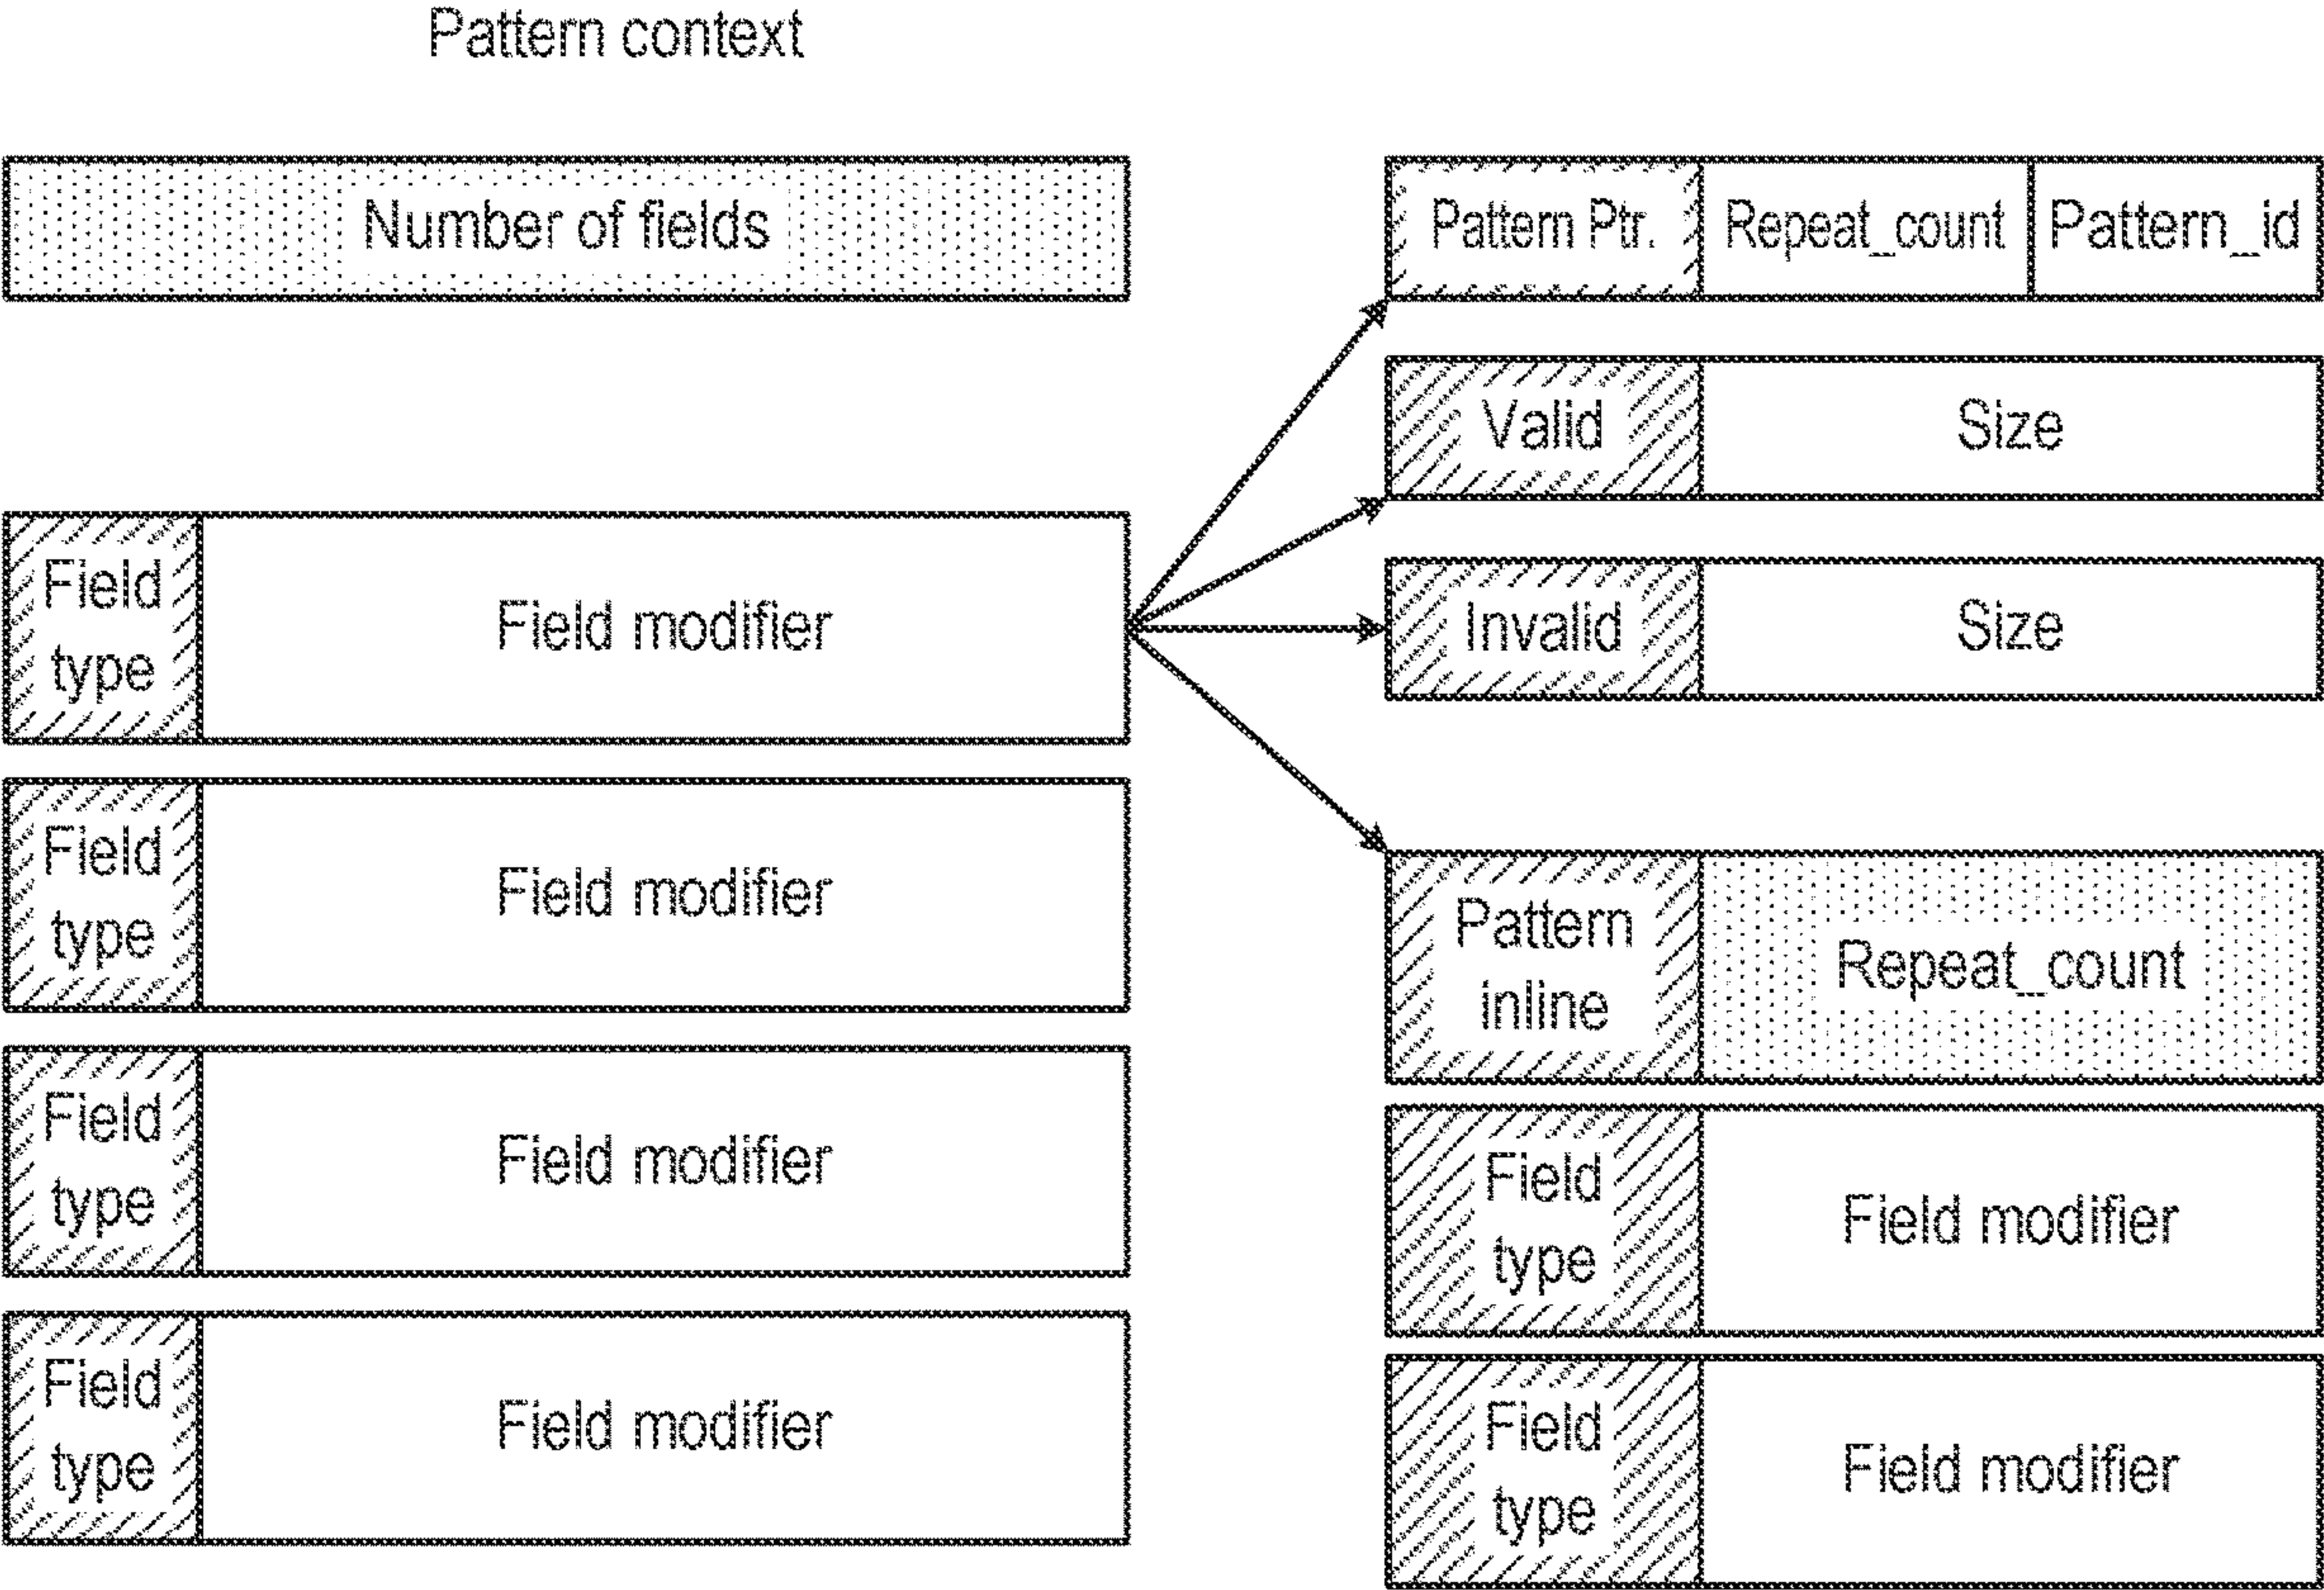 Pattern context
Number of fields
Field
type
Field modifier
Field
type
Field modifier
Field
type
Field modifier
Field
type
Field modifier
Pattern Ptr. Repeat_count Pattern_id
Valid Size
Invalid Size
Pattern
inline
Repeat_count
Field
type
Field modifier
Field
type
Field modifier